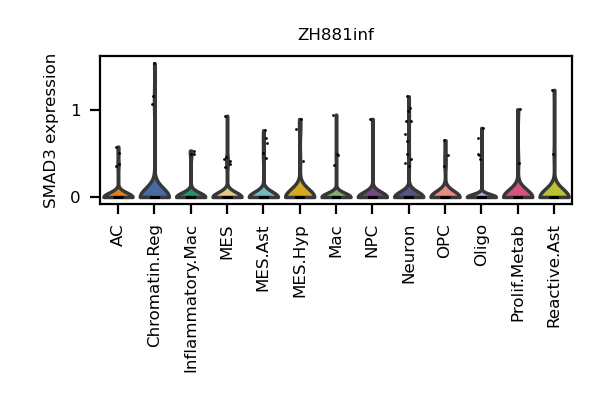 ZH881inf
SMAD3 expression
1
0
AC
Chromatin.Reg
Inflammatory.Mac
MES
MES.Ast
MES.Hyp
Mac
NPC
Neuron
OPC
Oligo
Prolif.Metab
Reactive.Ast